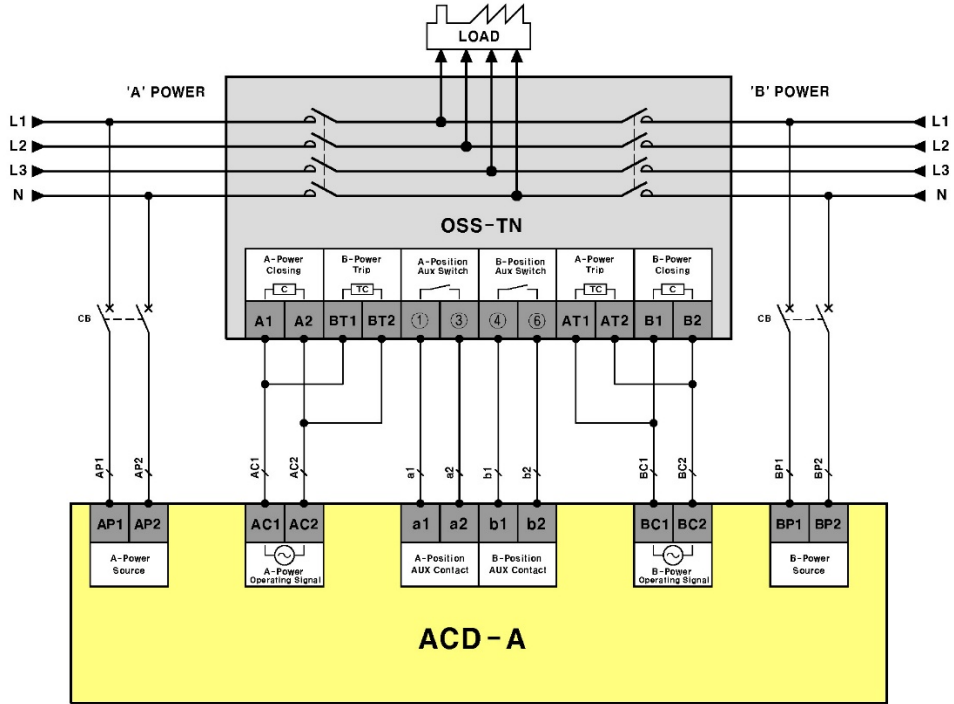 LOAD
'A' POWER
'B' POWER
L1
L1
L2
L2
L3
L3
N
N
OSS-TN
A-Power
Closing
B-Power
Trip
A-Position
Aux Switch
B-Position
Aux Switch
A-Power
Trip
B-Power
Closing
C
TC
TC
C
A1
A2
BT1
BT2
①
③
④
⑥
AT1
AT2
B1
B2
CB
CB
AP1
AP2
AC1
AC2
a1
a2
b1
b2
BC1
BC2
BP1
BP2
AP1
AP2
AC1
AC2
a1
a2
b1
b2
BC1
BC2
BP1
BP2
A-Power
Source
A-Power
Operating Signal
A-Position
AUX Contact
B-Position
AUX Contact
B-Power
Operating Signal
B-Power
Source
ACD-A